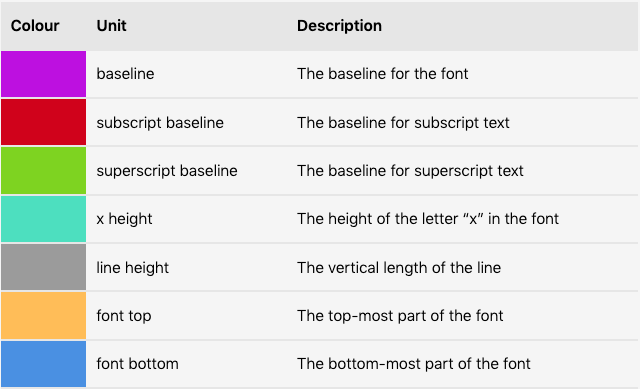 Colour Unit Description
baseline The baseline for the font
subscript baseline The baseline for subscript text
superscript baseline The baseline for superscript text
x height The height of the letter “x” in the font
line height The vertical length of the line
font top The top-most part of the font
font bottom The bottom-most part of the font